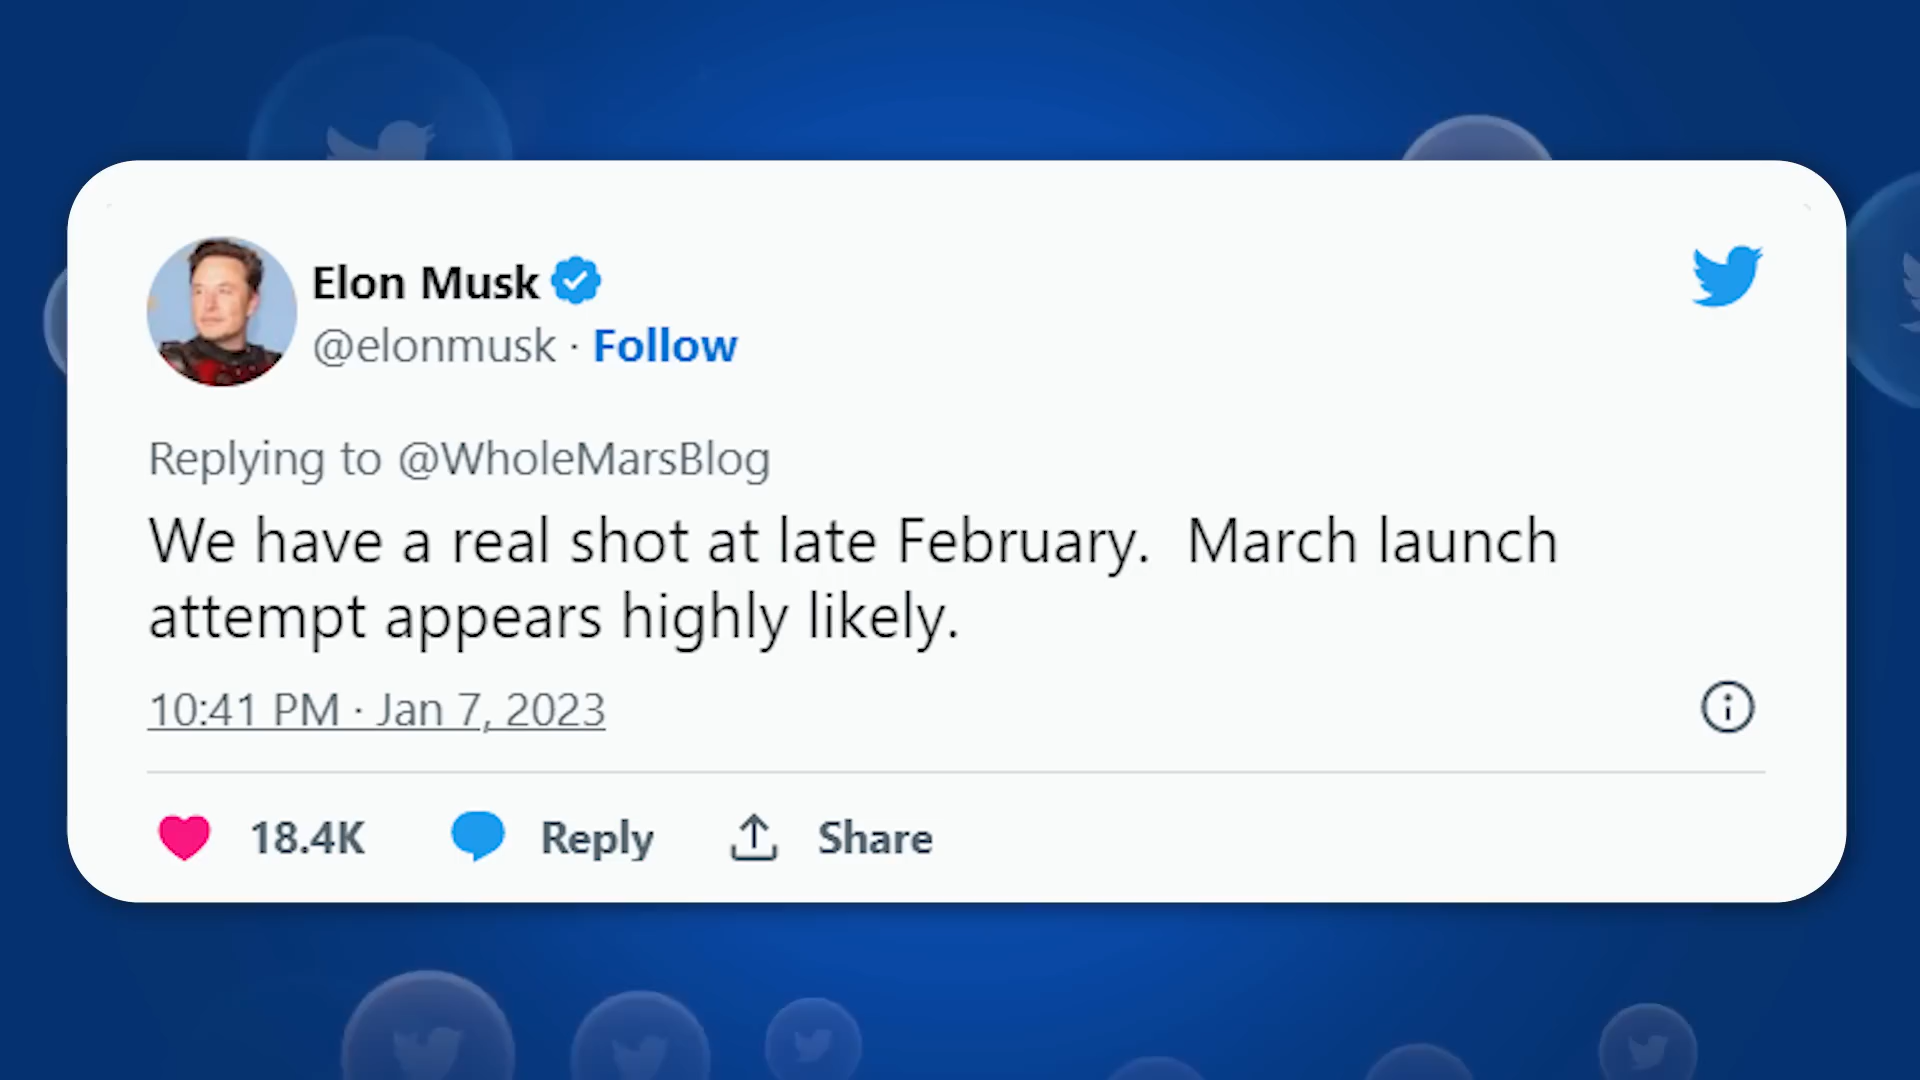 Elon Musk
@elonmusk · Follow
Replying to @WholeMarsBlog
We have a real shot at late February.  March launch
attempt appears highly likely.
10:41 PM · Jan 7, 2023
18.4K Reply Share